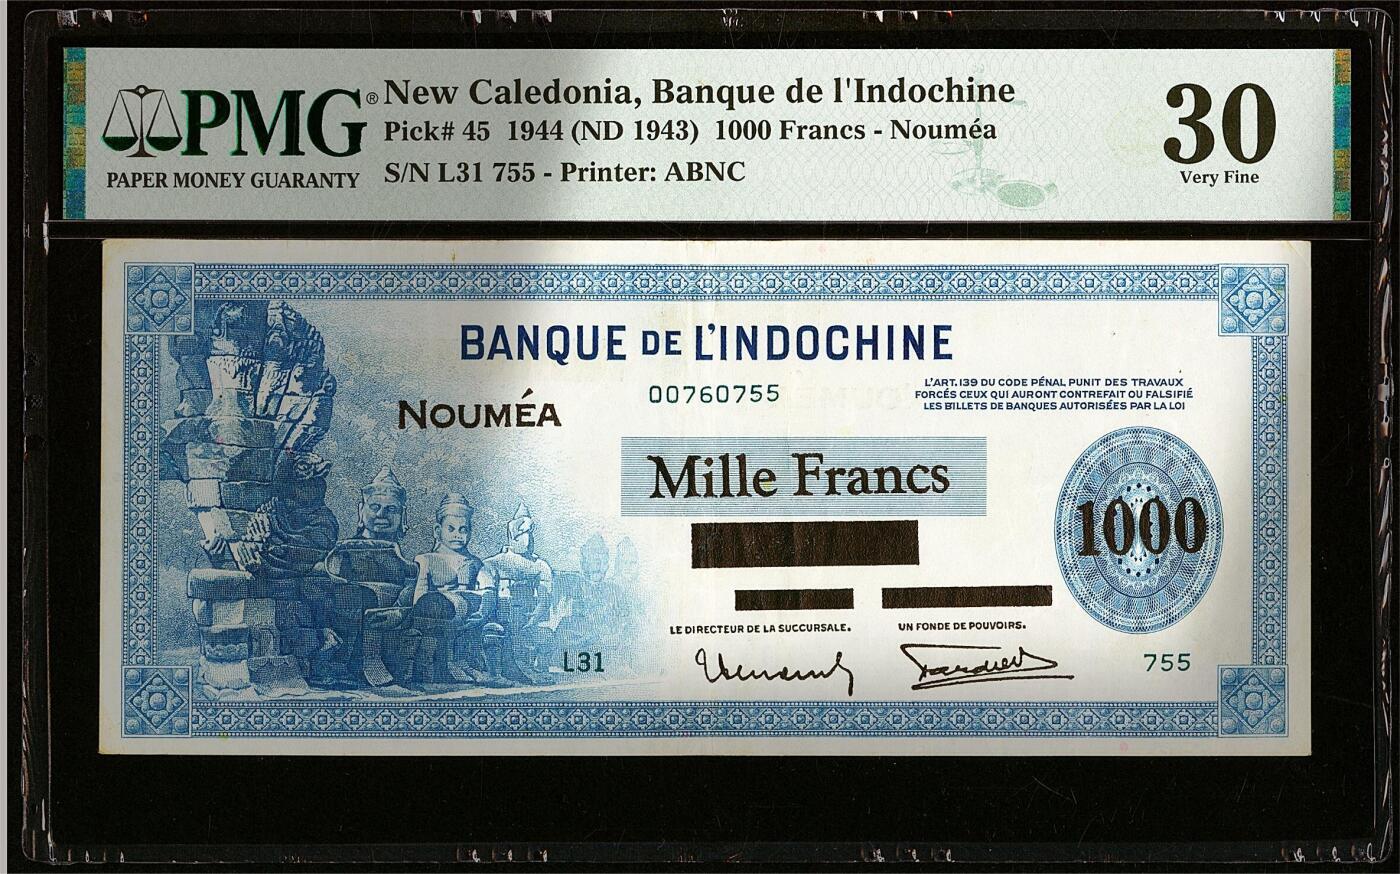 PMG®
PAPER MONEY GUARANTY
New Caledonia, Banque de l'Indochine
Pick# 45 1944 (ND 1943) 1000 Francs - Nouméa
S/N L31 755 - Printer: ABNC
30
Very Fine
BANQUE DE L'INDOCHINE
00760755
NOUMÉA
L'ART. 139 DU CODE PÉNAL PUNIT DES TRAVAUX
FORCÉS CEUX QUI AURONT CONTREFAIT OU FALSIFIÉ
LES BILLETS DE BANQUES AUTORISÉES PAR LA LOI
Mille Francs
1000
LE DIRECTEUR DE LA SUCCURSALE.
UN FONDE DE POUVOIRS.
L31
755